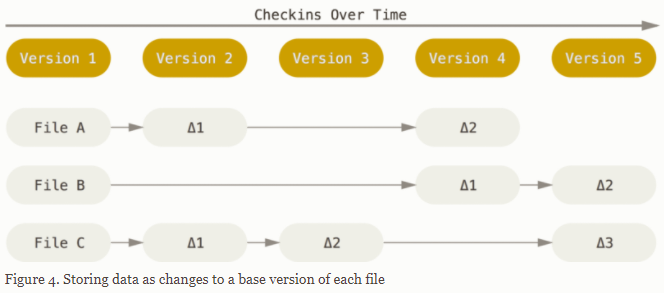 Checkins Over Time
Version 1 Version 2 Version 3 Version 4 Version 5
File A Δ1 Δ2
File B Δ1 Δ2
File C Δ1 Δ2 Δ3
Figure 4. Storing data as changes to a base version of each file